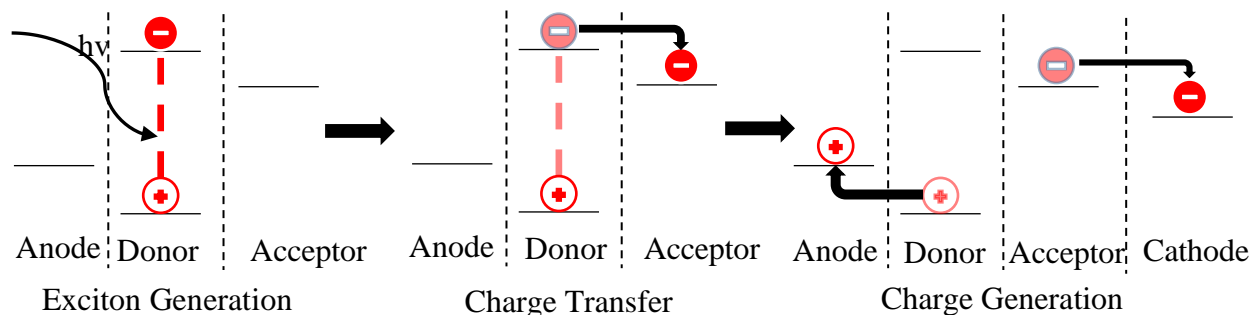 hν
Anode Donor Acceptor
Exciton Generation
Anode Donor Acceptor
Charge Transfer
Anode Donor Acceptor Cathode
Charge Generation